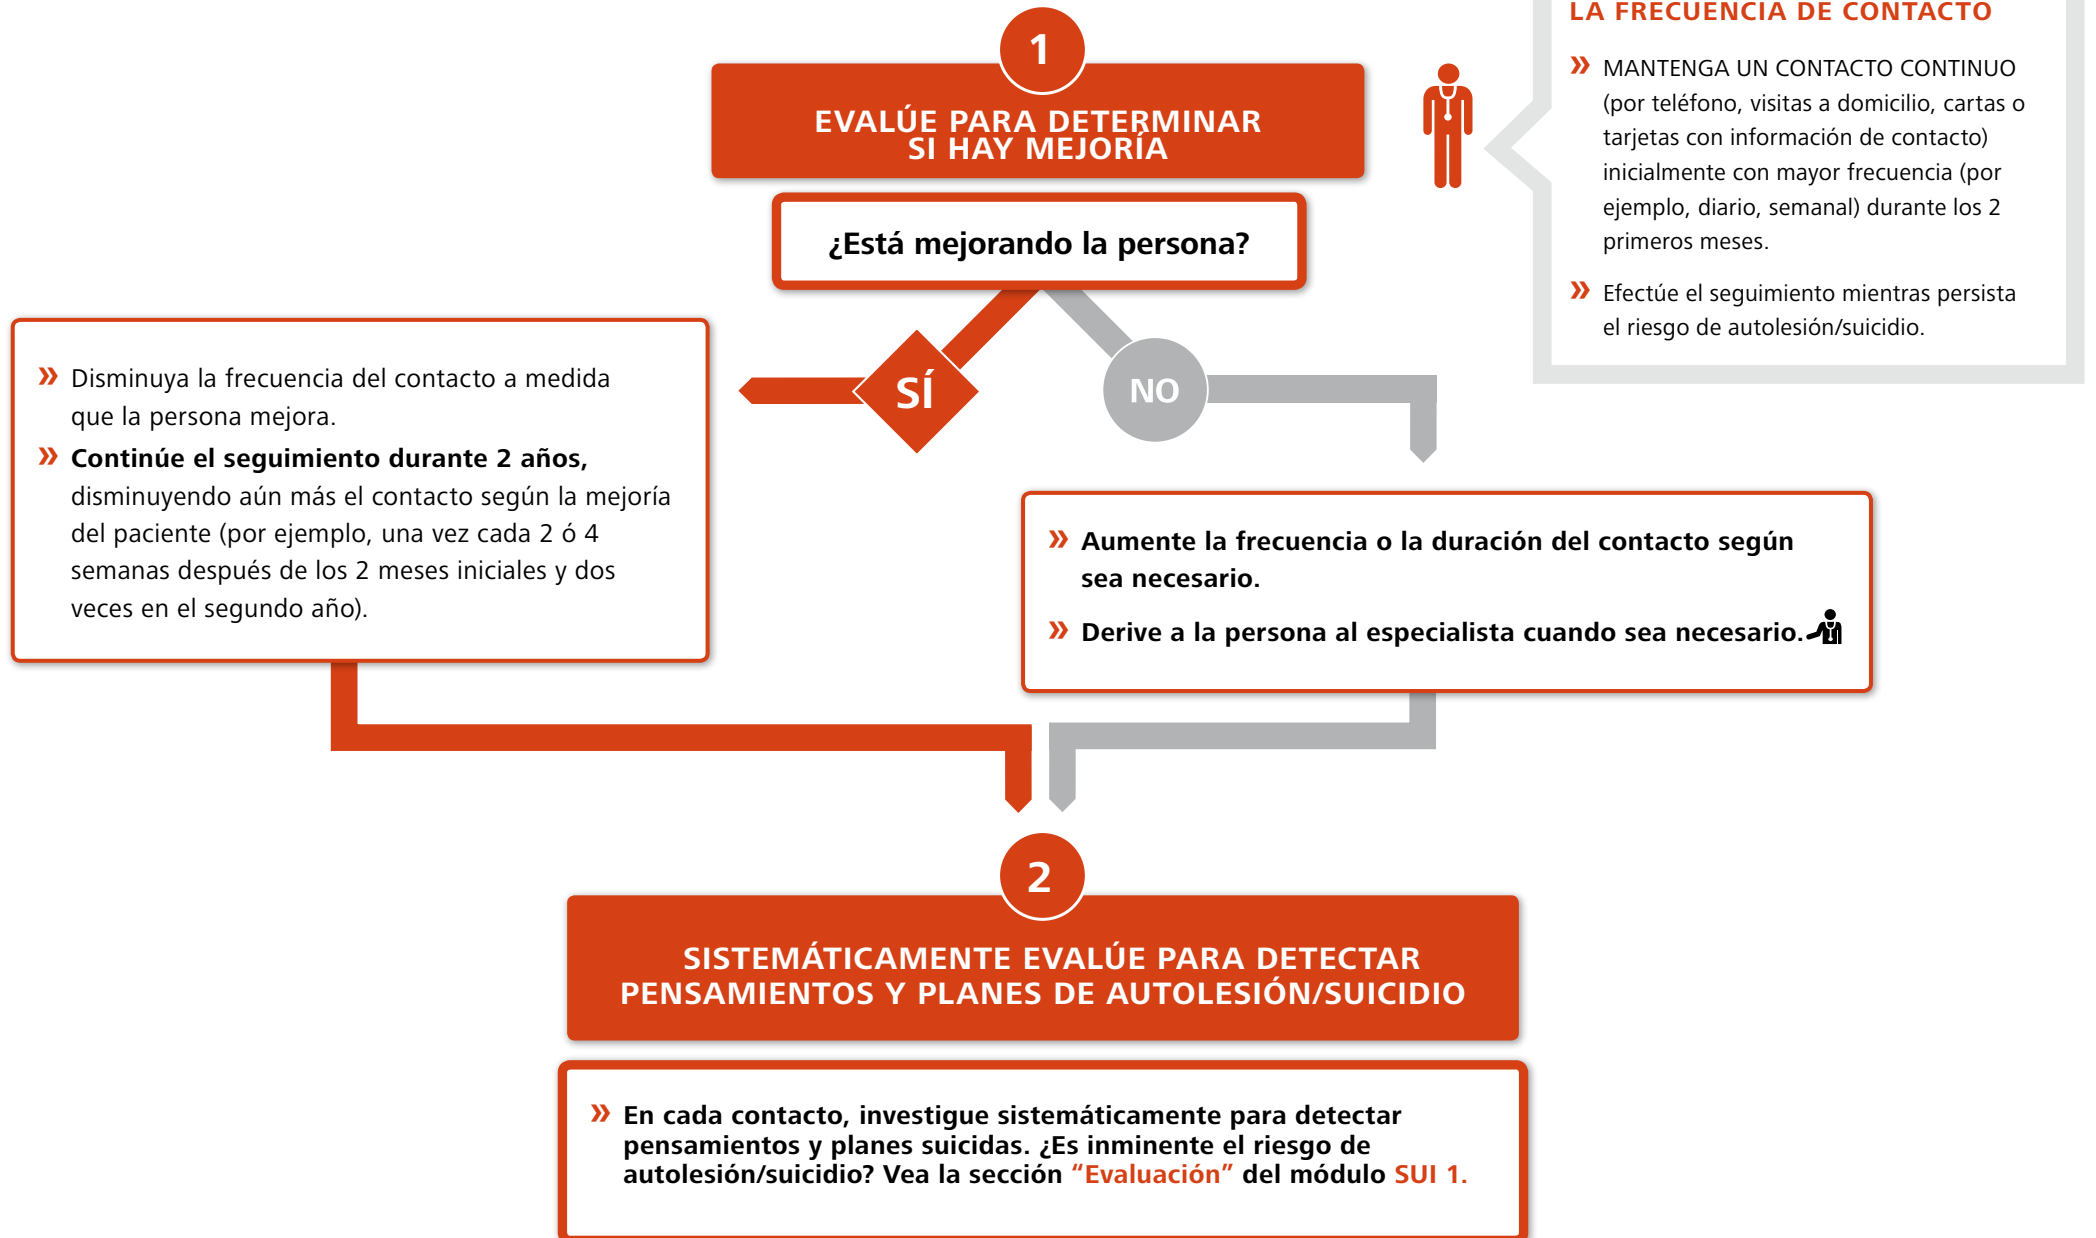 1
EVALÚE PARA DETERMINAR
SI HAY MEJORÍA
¿Está mejorando la persona?
LA FRECUENCIA DE CONTACTO
» MANTENGA UN CONTACTO CONTINUO
(por teléfono, visitas a domicilio, cartas o
tarjetas con información de contacto)
inicialmente con mayor frecuencia (por
ejemplo, diario, semanal) durante los 2
primeros meses.
» Efectúe el seguimiento mientras persista
el riesgo de autolesión/suicidio.
SÍ
NO
» Disminuya la frecuencia del contacto a medida
que la persona mejora.
» Continúe el seguimiento durante 2 años,
disminuyendo aún más el contacto según la mejoría
del paciente (por ejemplo, una vez cada 2 ó 4
semanas después de los 2 meses iniciales y dos
veces en el segundo año).
» Aumente la frecuencia o la duración del contacto según
sea necesario.
» Derive a la persona al especialista cuando sea necesario.
2
SISTEMÁTICAMENTE EVALÚE PARA DETECTAR
PENSAMIENTOS Y PLANES DE AUTOLESIÓN/SUICIDIO
» En cada contacto, investigue sistemáticamente para detectar
pensamientos y planes suicidas. ¿Es inminente el riesgo de
autolesión/suicidio? Vea la sección “Evaluación” del módulo SUI 1.